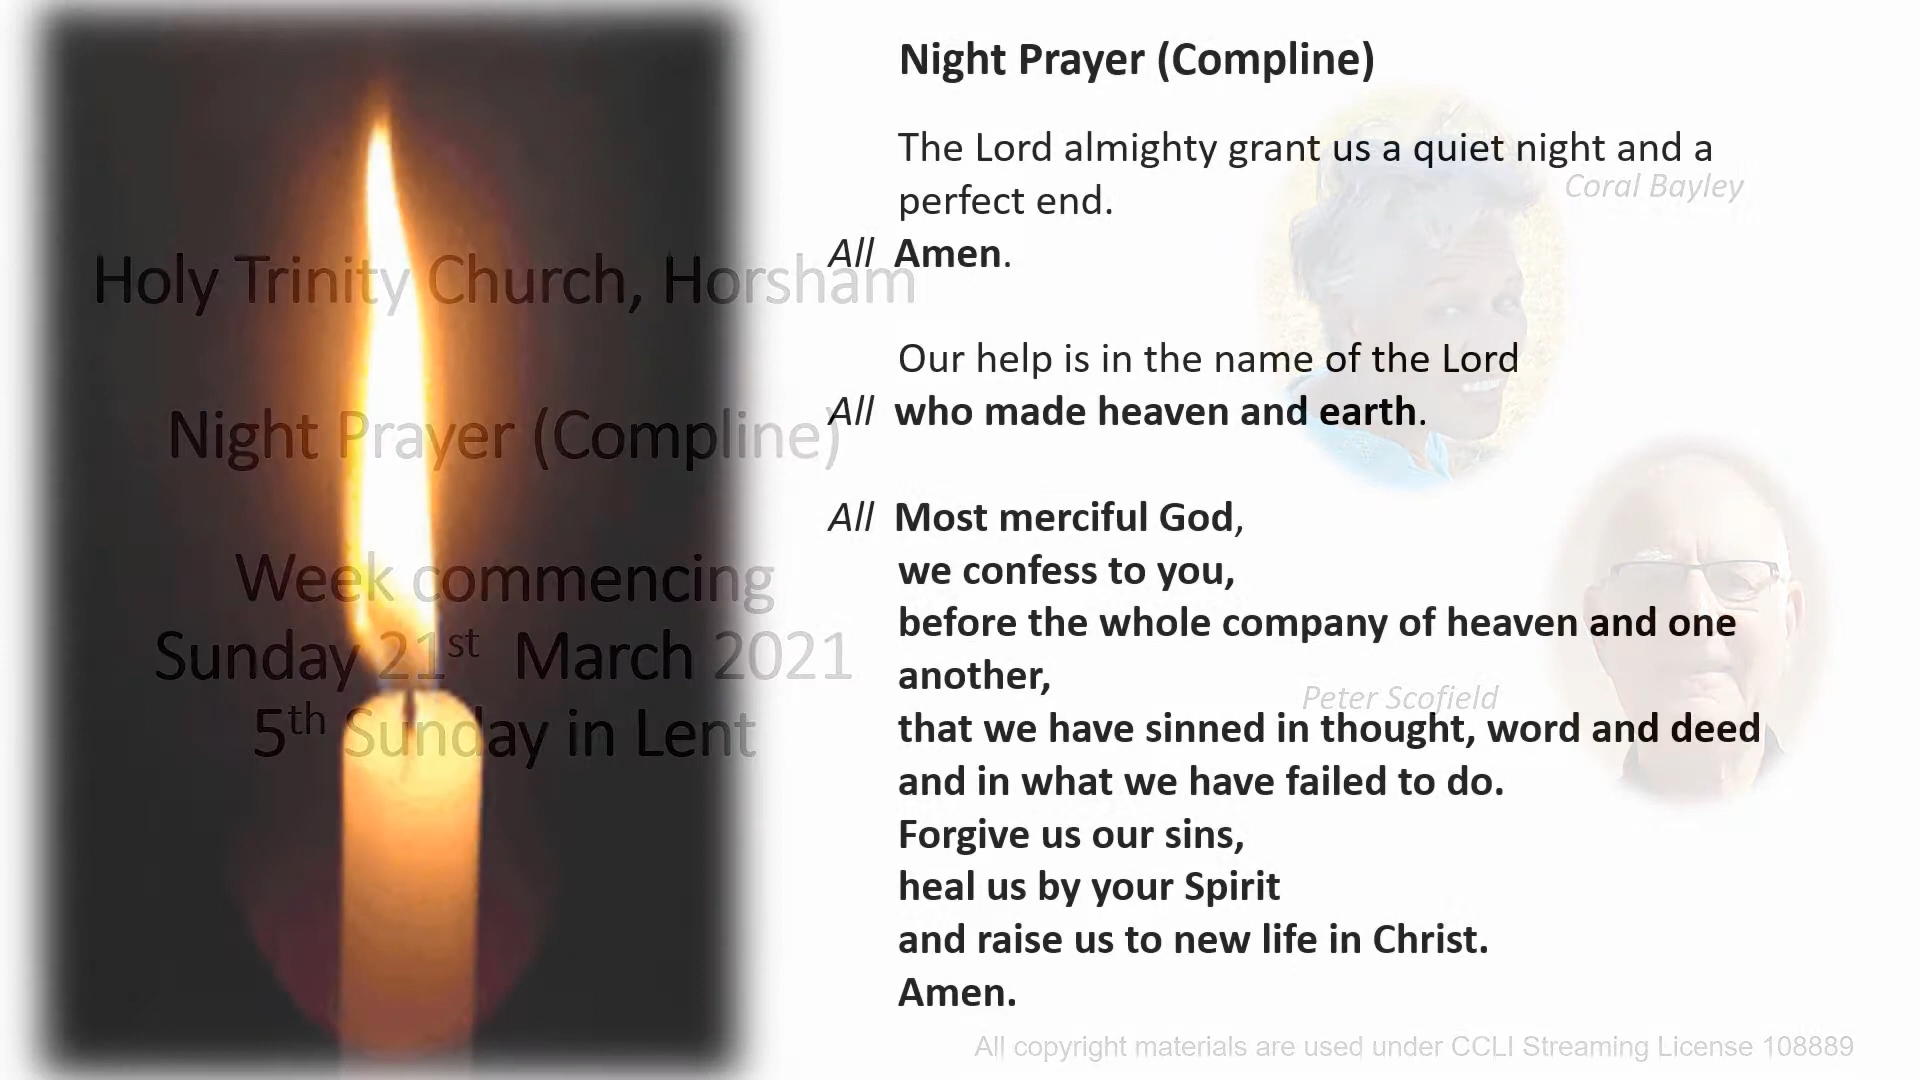 Holy Trinity Church, Horsham
Night Prayer (Compline)
Week commencing
Sunday 21st March 2021
5th Sunday in Lent
Night Prayer (Compline)
The Lord almighty grant us a quiet night and a
perfect end.
All Amen.
Our help is in the name of the Lord
All who made heaven and earth.
All Most merciful God,
we confess to you,
before the whole company of heaven and one
another,
that we have sinned in thought, word and deed
and in what we have failed to do.
Forgive us our sins,
heal us by your Spirit
and raise us to new life in Christ.
Amen.
Coral Bayley
Peter Scofield
All copyright materials are used under CCLI Streaming License 108889